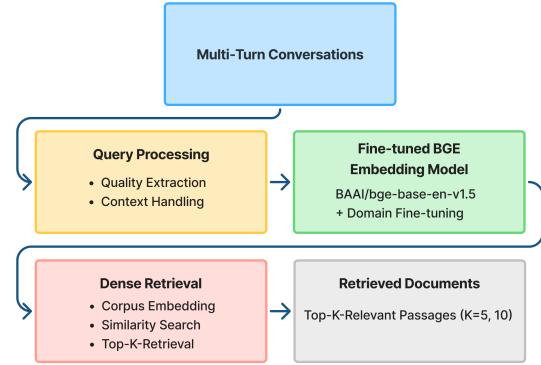 Multi-Turn Conversations
Query Processing
• Quality Extraction
• Context Handling
Fine-tuned BGE
Embedding Model
BAAI/bge-base-en-v1.5
+ Domain Fine-tuning
Dense Retrieval
• Corpus Embedding
• Similarity Search
• Top-K-Retrieval
Retrieved Documents
Top-K-Relevant Passages (K=5, 10)